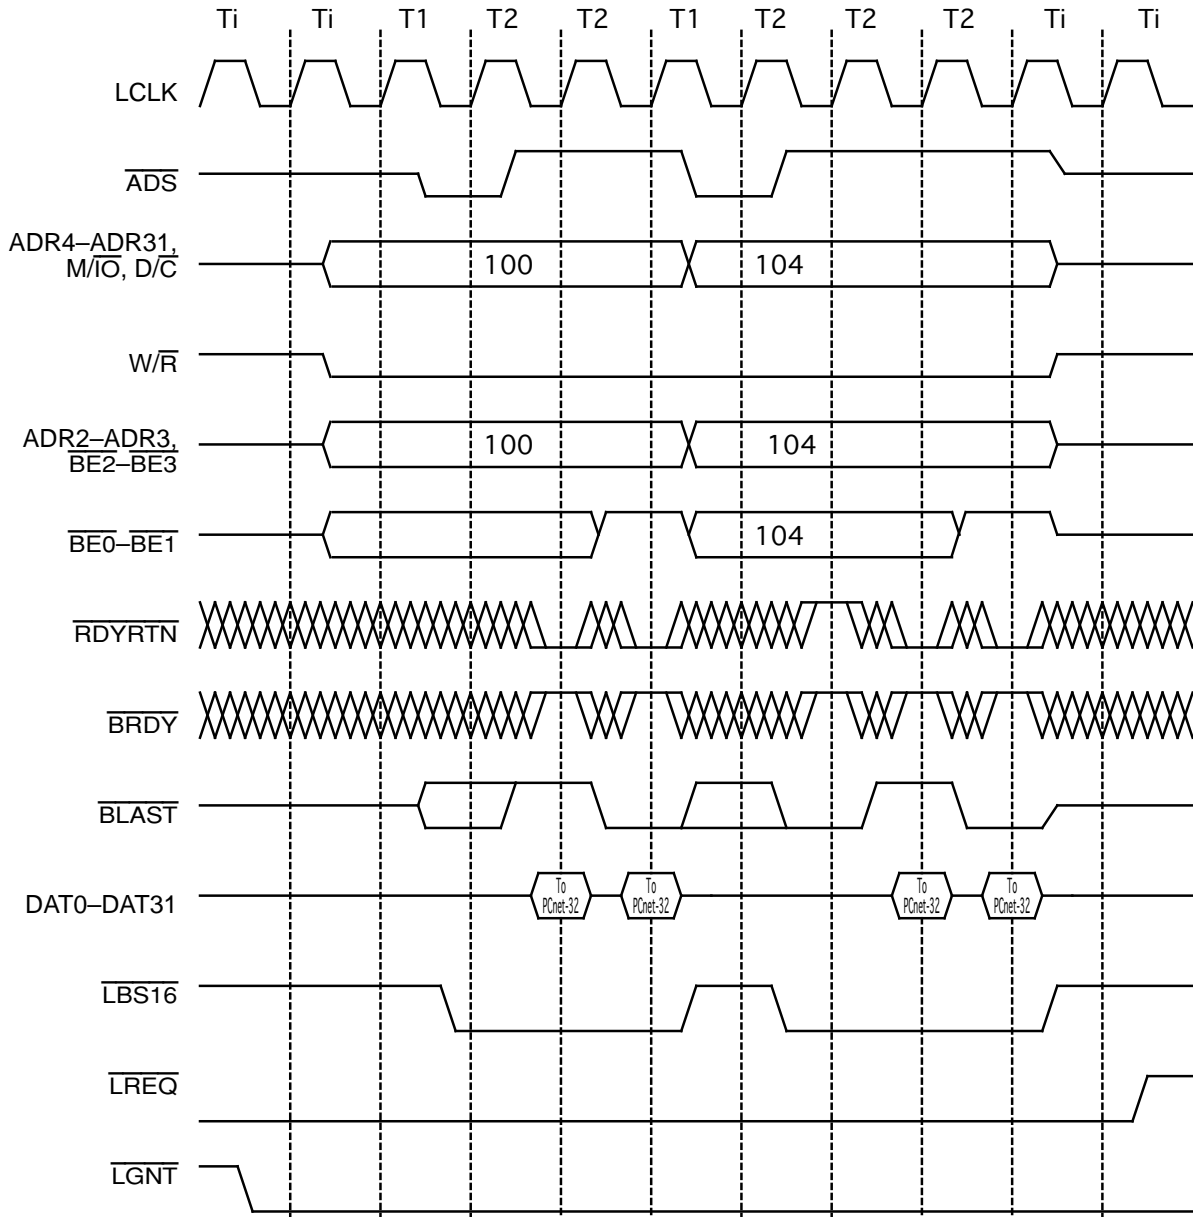 Ti Ti T1 T2 T2 T1 T2 T2 T2 Ti Ti
LCLK
ADS
ADR4–ADR31,
M/IO, D/C
100 104
W/R
ADR2–ADR3,
BE2–BE3
100 104
BE0–BE1
104
RDYRTN
BRDY
BLAST
DAT0–DAT31
To To To To
PCnet-32 PCnet-32 PCnet-32 PCnet-32
LBS16
LREQ
LGNT